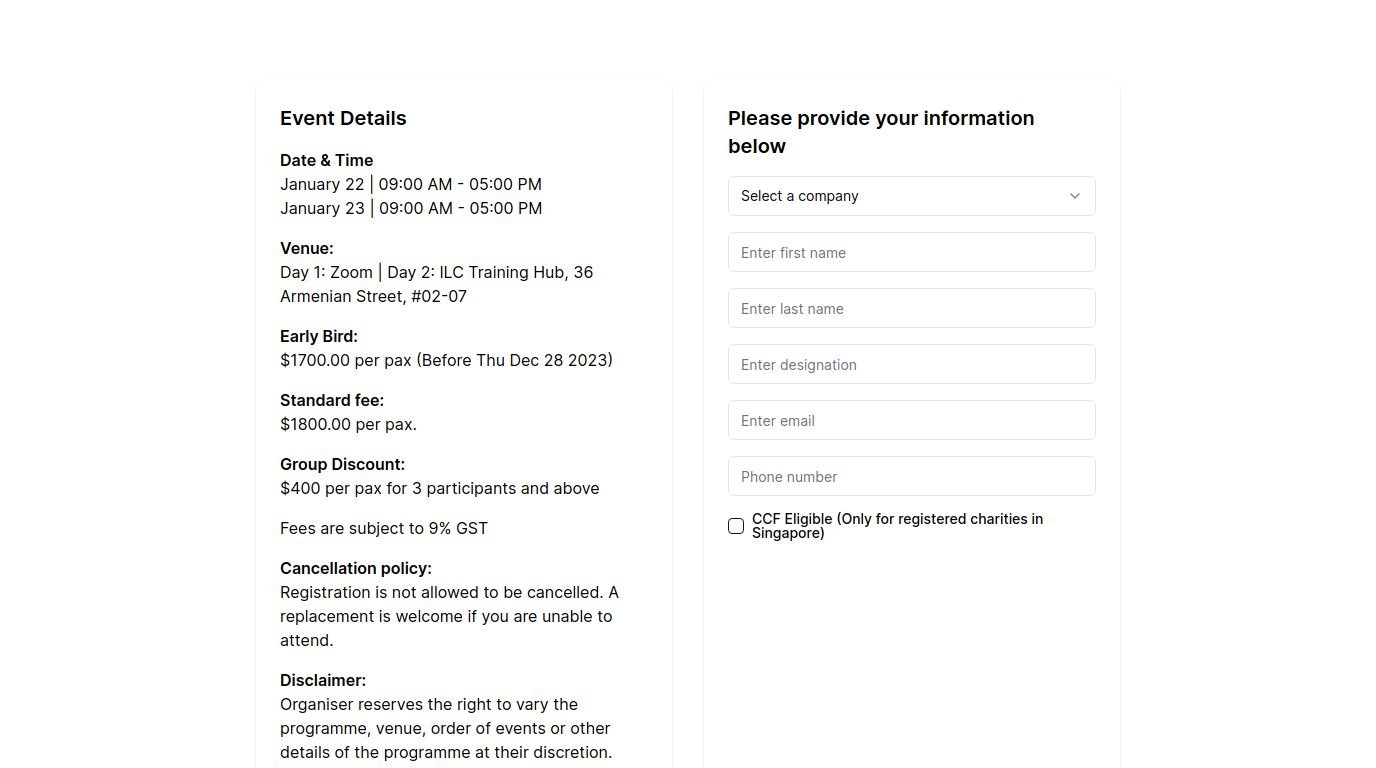 Event Details
Date & Time
January 22 | 09:00 AM - 05:00 PM
January 23 | 09:00 AM - 05:00 PM
Venue:
Day 1: Zoom | Day 2: ILC Training Hub, 36
Armenian Street, #02-07
Early Bird:
$1700.00 per pax (Before Thu Dec 28 2023)
Standard fee:
$1800.00 per pax.
Group Discount:
$400 per pax for 3 participants and above
Fees are subject to 9% GST
Cancellation policy:
Registration is not allowed to be cancelled. A
replacement is welcome if you are unable to
attend.
Disclaimer:
Organiser reserves the right to vary the
programme, venue, order of events or other
details of the programme at their discretion.
Please provide your information
below
Select a company
Enter first name
Enter last name
Enter designation
Enter email
Phone number
CCF Eligible (Only for registered charities in
Singapore)